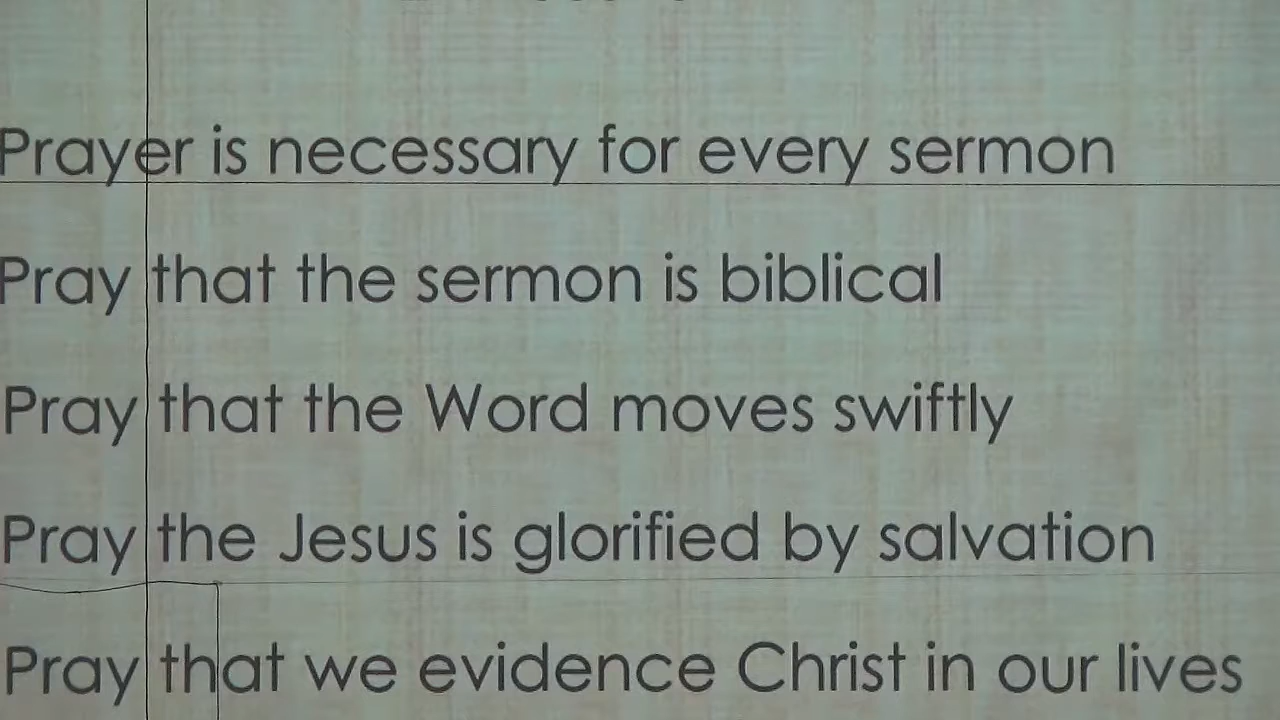 Prayer is necessary for every sermon
Pray that the sermon is biblical
Pray that the Word moves swiftly
Pray the Jesus is glorified by salvation
Pray that we evidence Christ in our lives